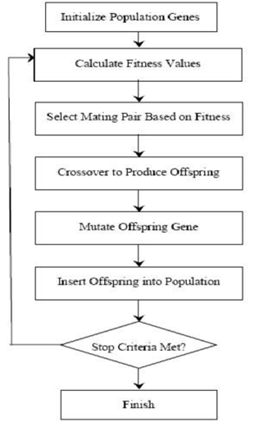 Initialize Population Genes
Calculate Fitness Values
Select Mating Pair Based on Fitness
Crossover to Produce Offspring
Mutate Offspring Gene
Insert Offspring into Population
Stop Criteria Met?
Finish